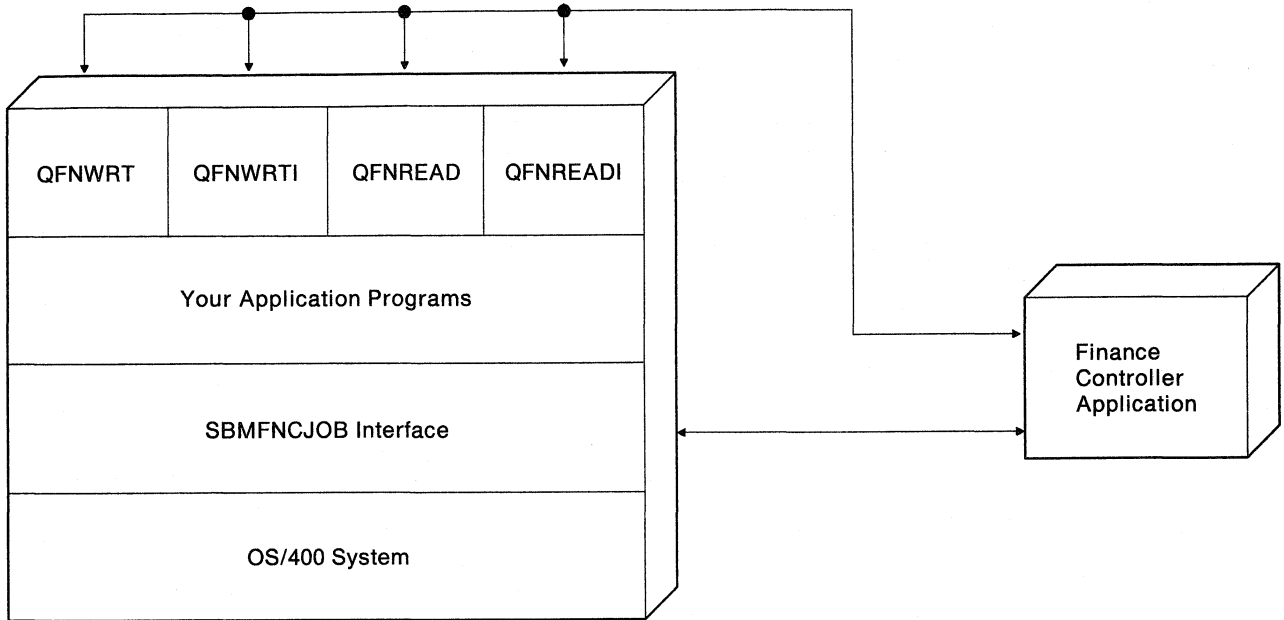 QFNWRT
QFNWRTI
QFNREAD
QFNREADI
Your Application Programs
SBMFNCJOB Interface
OS/400 System
Finance
Controller
Application